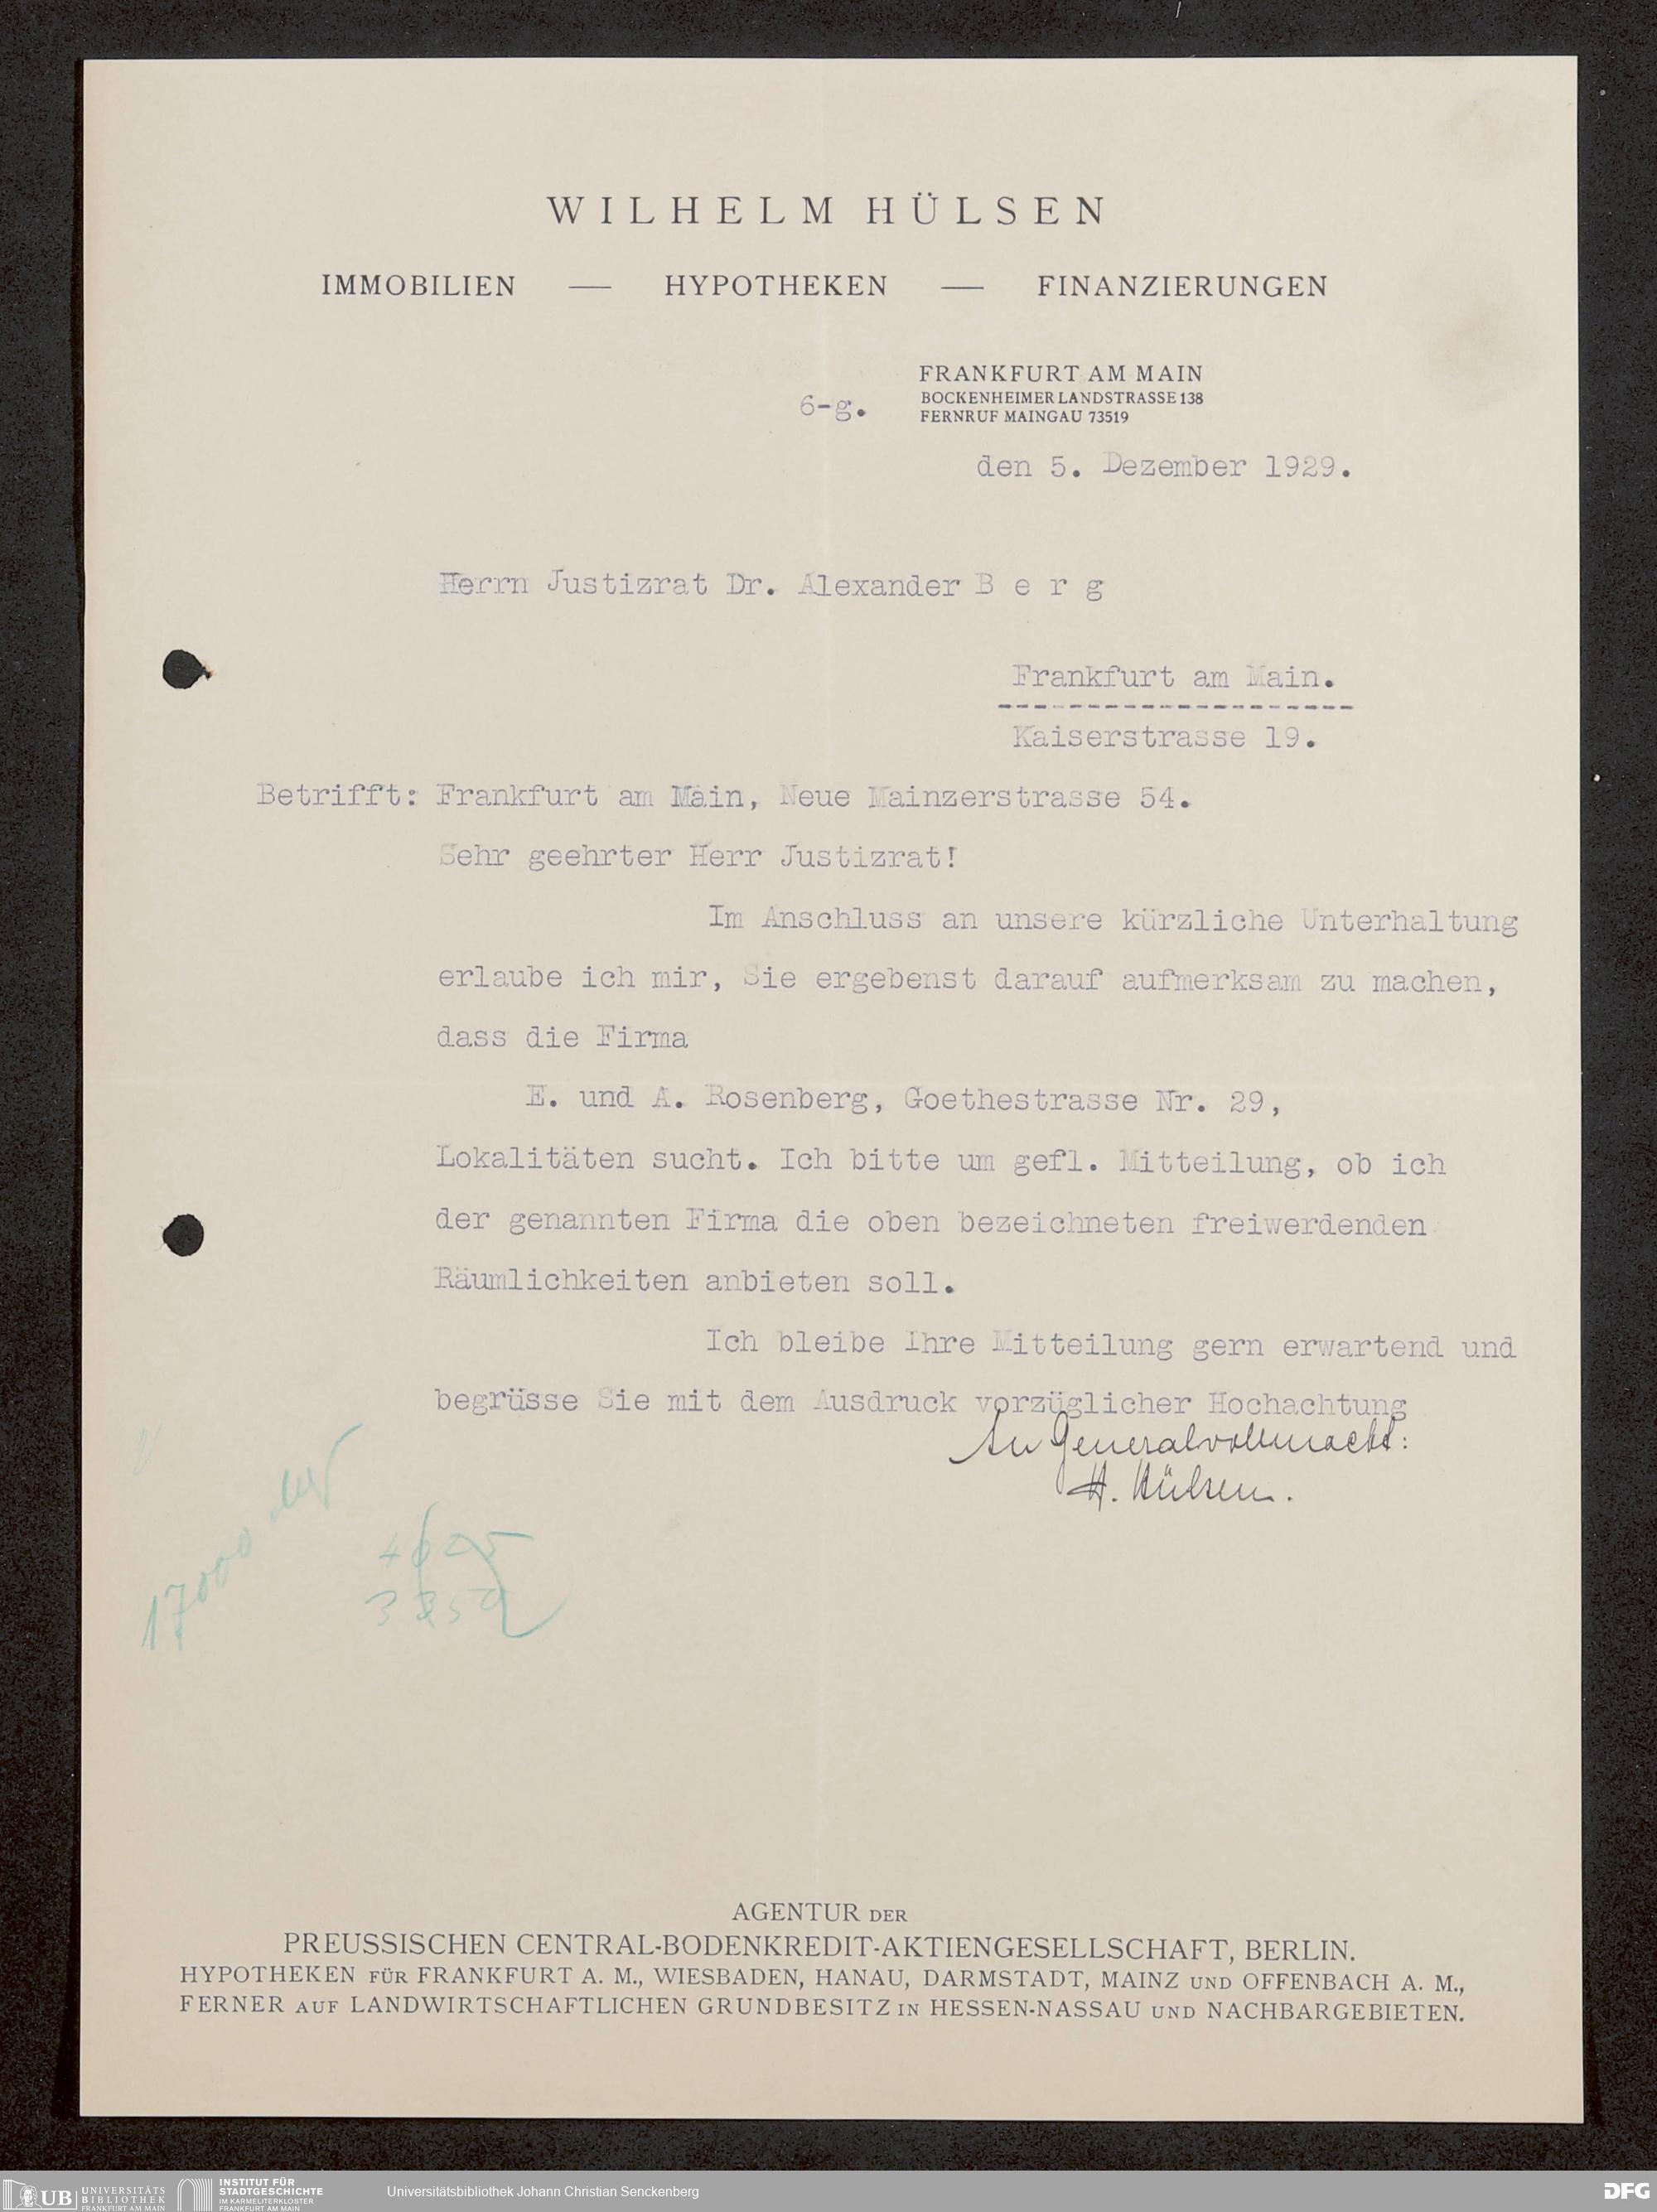 WILHELM HÜLSEN
IMMOBILIEN — HYPOTHEKEN — FINANZIERUNGEN
FRANKFURT AM MAIN
BOCKENHEIMER LANDSTRASSE 138
6-g.
FERNRUF MAINGAU 73519
den 5. Dezember 1929.
Herrn Justizrat Dr. Alexander B e r g
Frankfurt am Main.
Kaiserstrasse 19.
Betrifft: Frankfurt am Main, Neue Mainzerstrasse 54.
Sehr geehrter Herr Justizrat!
Im Anschluss an unsere kürzliche Unterhaltung
erlaube ich mir, Sie ergebenst darauf aufmerksam zu machen,
dass die Firma
E. und A. Rosenberg, Goethestrasse Nr. 29,
Lokalitäten sucht. Ich bitte um gefl. Mitteilung, ob ich
der genannten Firma die oben bezeichneten freiwerdenden
Räumlichkeiten anbieten soll.
Ich bleibe Ihre Mitteilung gern erwartend und
begrüsse Sie mit dem Ausdruck vorzüglicher Hochachtung
Generalvollmacht:
H. Hülsen.
17000
AGENTUR DER
PREUSSISCHEN CENTRAL-BODENKREDIT-AKTIENGESELLSCHAFT, BERLIN.
HYPOTHEKEN FÜR FRANKFURT A. M., WIESBADEN, HANAU, DARMSTADT, MAINZ UND OFFENBACH A. M.,
FERNER AUF LANDWIRTSCHAFTLICHEN GRUNDBESITZ IN HESSEN-NASSAU UND NACHBARGEBIETEN.
UB UNIVERSITÄTS
BIBLIOTHEK
FRANKFURT AM MAIN
INSTITUT FÜR
STADTGESCHICHTE
IM KARMELITERKLOSTER
FRANKFURT AM MAIN
Universitätsbibliothek Johann Christian Senckenberg
DFG